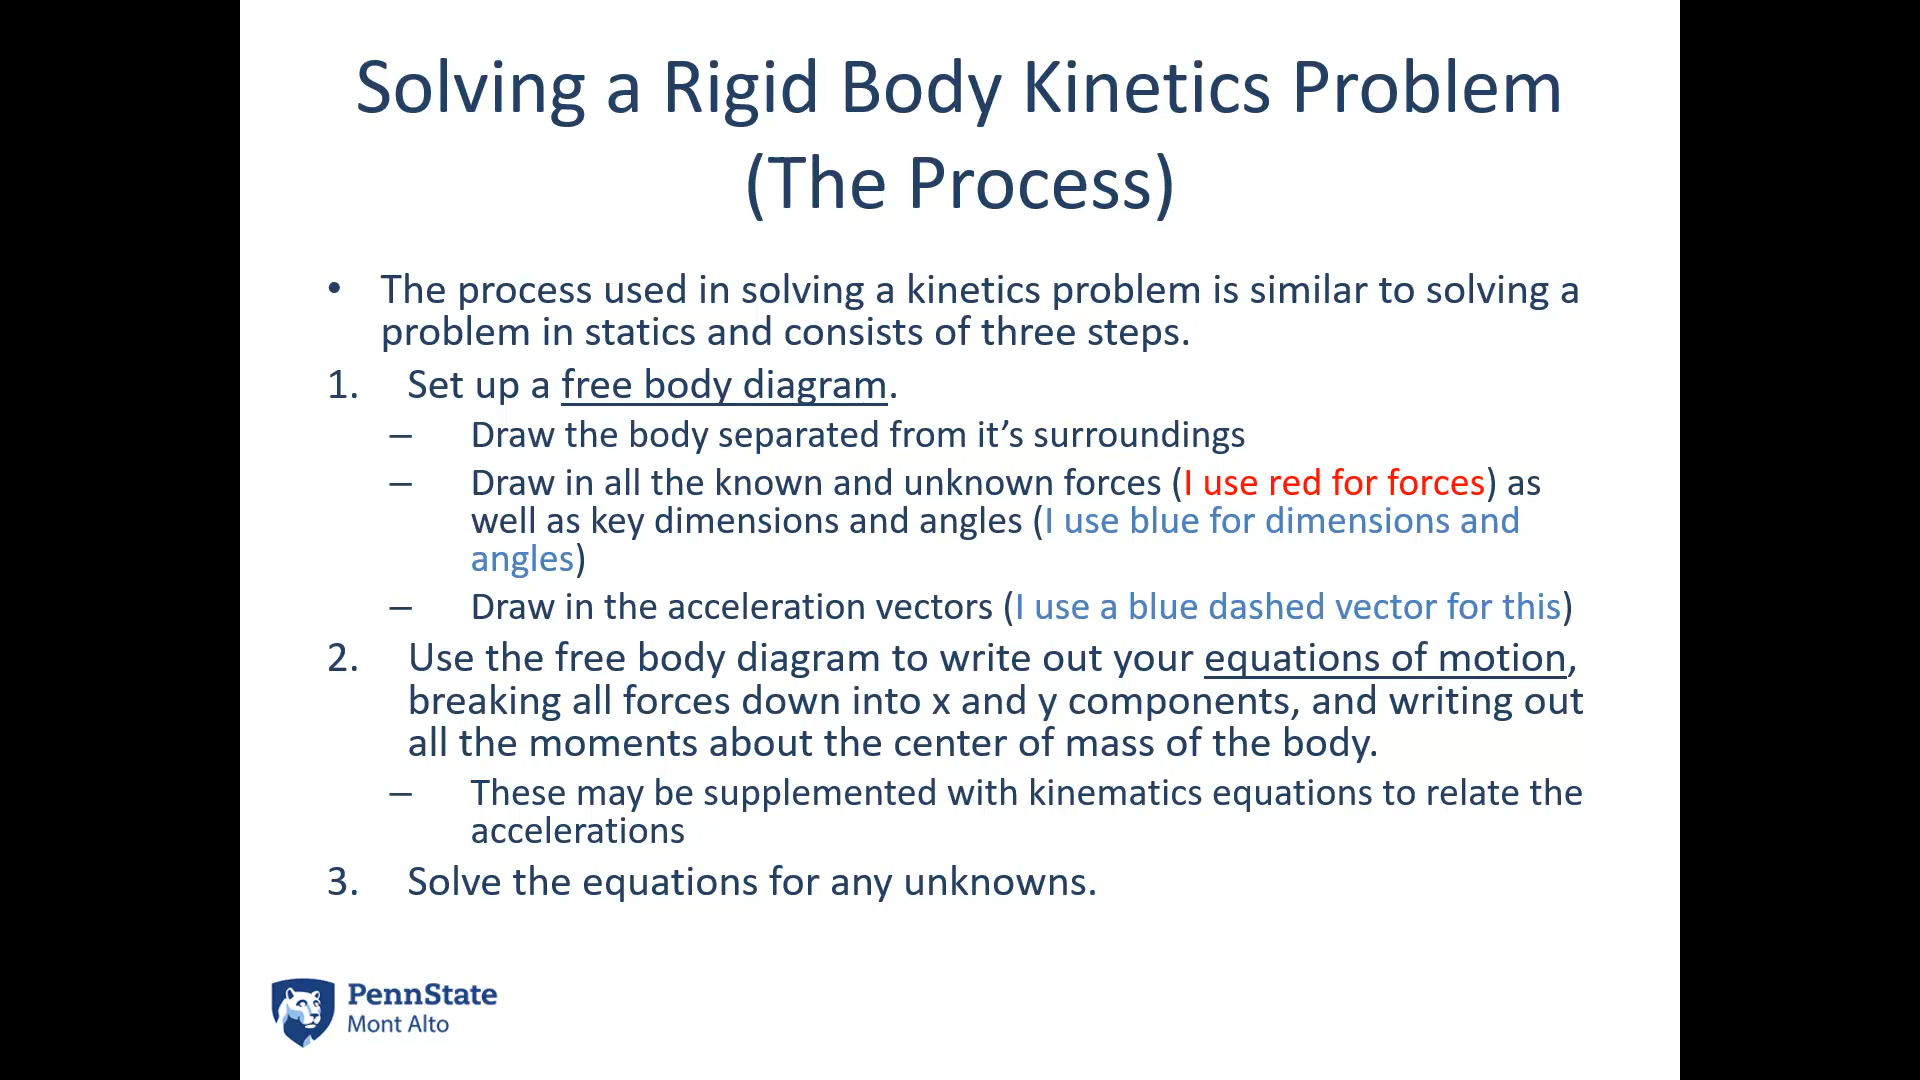 Solving a Rigid Body Kinetics Problem
(The Process)
• The process used in solving a kinetics problem is similar to solving a
problem in statics and consists of three steps.
1. Set up a free body diagram.
– Draw the body separated from it’s surroundings
– Draw in all the known and unknown forces (I use red for forces) as
well as key dimensions and angles (I use blue for dimensions and
angles)
– Draw in the acceleration vectors (I use a blue dashed vector for this)
2. Use the free body diagram to write out your equations of motion,
breaking all forces down into x and y components, and writing out
all the moments about the center of mass of the body.
– These may be supplemented with kinematics equations to relate the
accelerations
3. Solve the equations for any unknowns.
PennState
Mont Alto